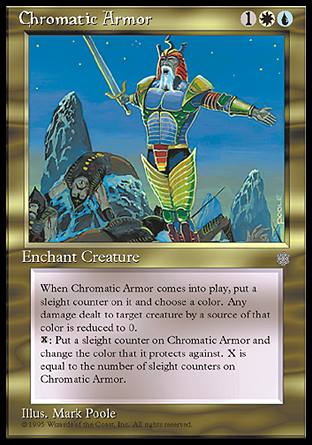 Chromatic Armor 1
POOLE
Enchant Creature
When Chromatic Armor comes into play, put a
sleight counter on it and choose a color. Any
damage dealt to target creature by a source of that
color is reduced to 0.
X: Put a sleight counter on Chromatic Armor and
change the color that it protects against. X is
equal to the number of sleight counters on
Chromatic Armor.
Illus. Mark Poole
©1995 Wizards of the Coast, Inc. All rights reserved.